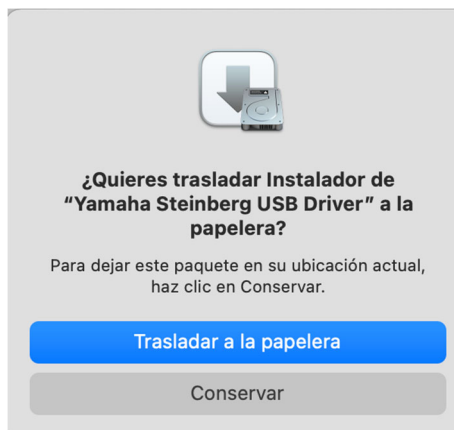 ¿Quieres trasladar Instalador de
“Yamaha Steinberg USB Driver” a la
papelera?
Para dejar este paquete en su ubicación actual,
haz clic en Conservar.
Trasladar a la papelera
Conservar